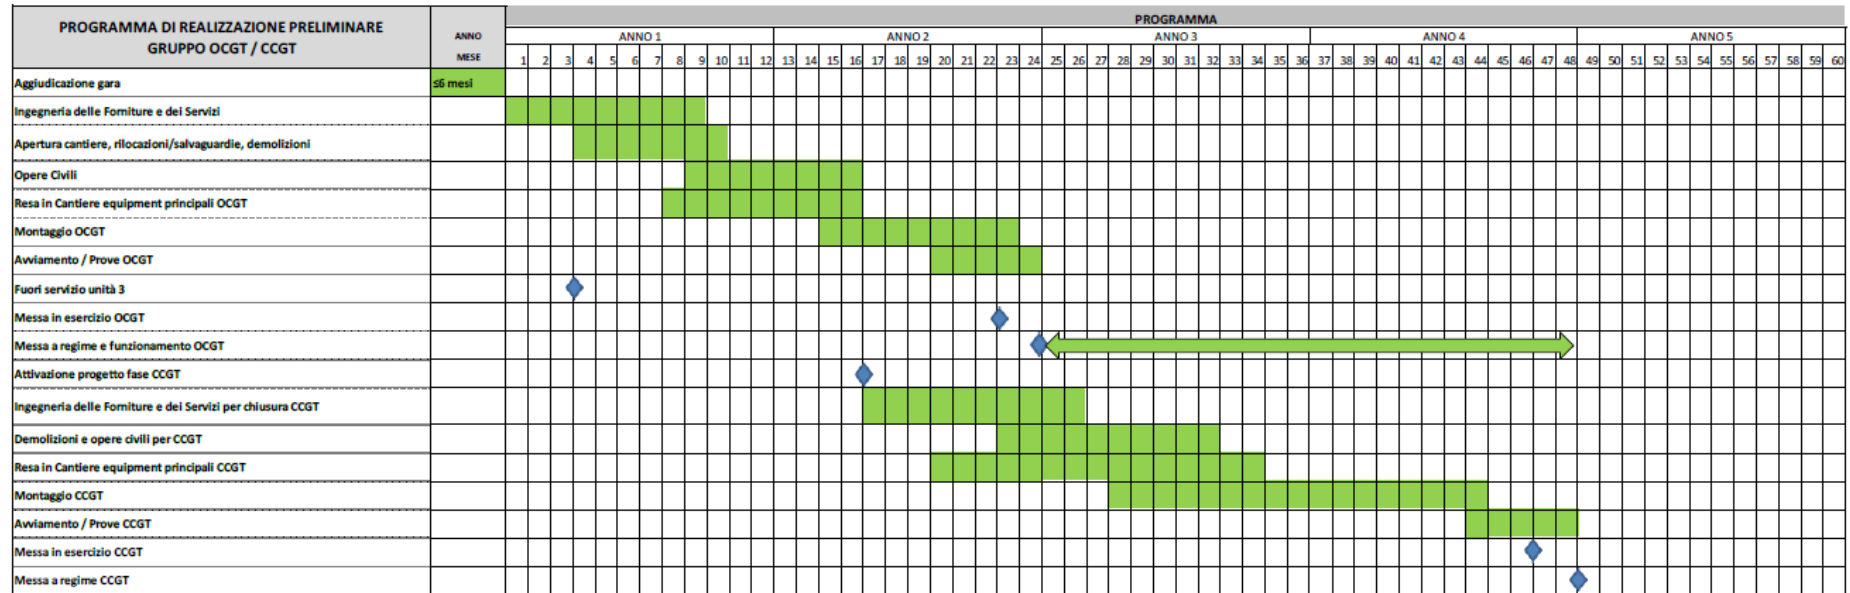 PROGRAMMA DI REALIZZAZIONE PRELIMINARE
GRUPPO OCGT / CCGT
ANNO
MESE
PROGRAMMA
ANNO 1 ANNO 2 ANNO 3 ANNO 4 ANNO 5
1 2 3 4 5 6 7 8 9 10 11 12 13 14 15 16 17 18 19 20 21 22 23 24 25 26 27 28 29 30 31 32 33 34 35 36 37 38 39 40 41 42 43 44 45 46 47 48 49 50 51 52 53 54 55 56 57 58 59 60
Aggiudicazione gara ≤6 mesi
Ingegneria delle Forniture e dei Servizi
Apertura cantiere, rilocazioni/salvaguardie, demolizioni
Opere Civili
Resa in Cantiere equipment principali OCGT
Montaggio OCGT
Avviamento / Prove OCGT
Fuori servizio unità 3
Messa in esercizio OCGT
Messa a regime e funzionamento OCGT
Attivazione progetto fase CCGT
Ingegneria delle Forniture e dei Servizi per chiusura CCGT
Demolizioni e opere civili per CCGT
Resa in Cantiere equipment principali CCGT
Montaggio CCGT
Avviamento / Prove CCGT
Messa in esercizio CCGT
Messa a regime CCGT